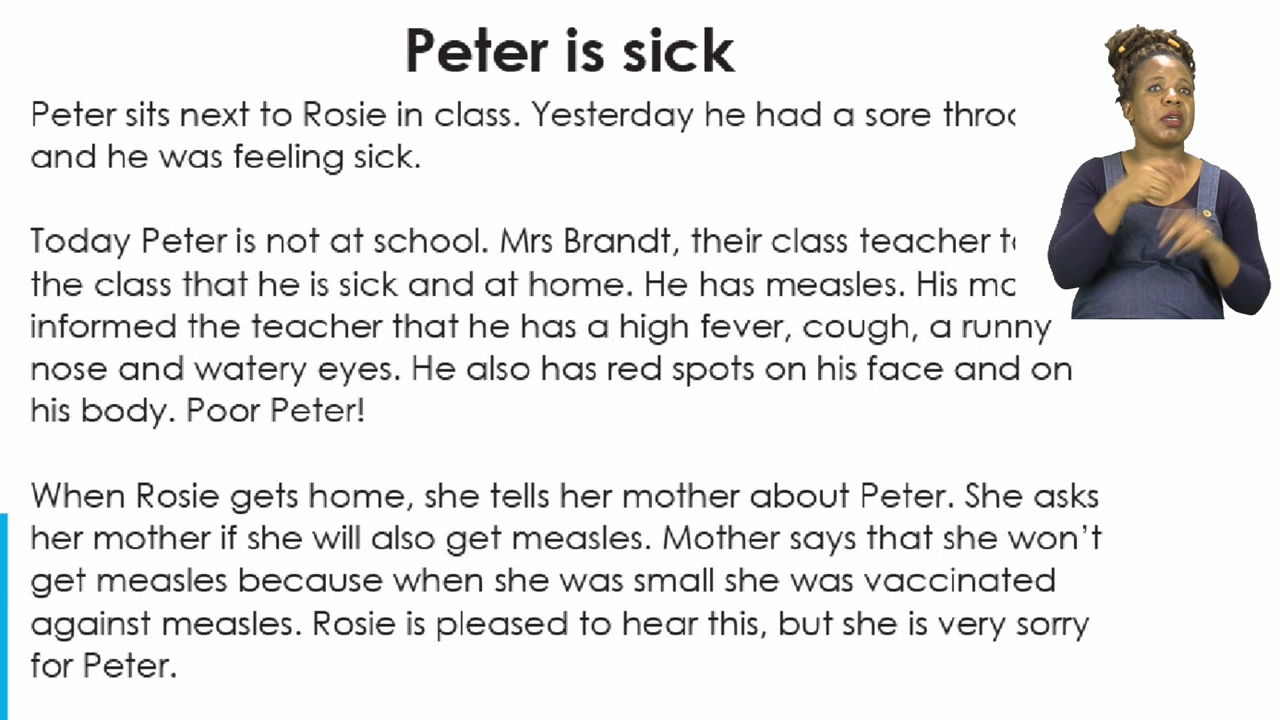 Peter is sick
Peter sits next to Rosie in class. Yesterday he had a sore
and he was feeling sick.
Today Peter is not at school. Mrs Brandt, their class teacher
the class that he is sick and at home. He has measles. His
informed the teacher that he has a high fever, cough, a runny
nose and watery eyes. He also has red spots on his face and on
his body. Poor Peter!
When Rosie gets home, she tells her mother about Peter. She asks
her mother if she will also get measles. Mother says that she won’t
get measles because when she was small she was vaccinated
against measles. Rosie is pleased to hear this, but she is very sorry
for Peter.